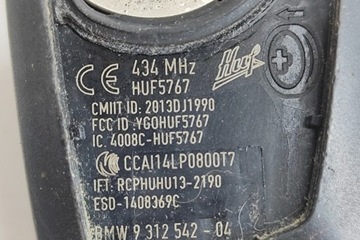 CE 434 MHz Huf
HUF5767
CMIIT ID: 2013DJ1990
FCC ID :YGOHUF5767
IC. 4008C-HUF5767
CCAI14LP0800T7
IFT: RCPHUHU13-2190
ESD-1408369C
BMW 9 312 542 -04